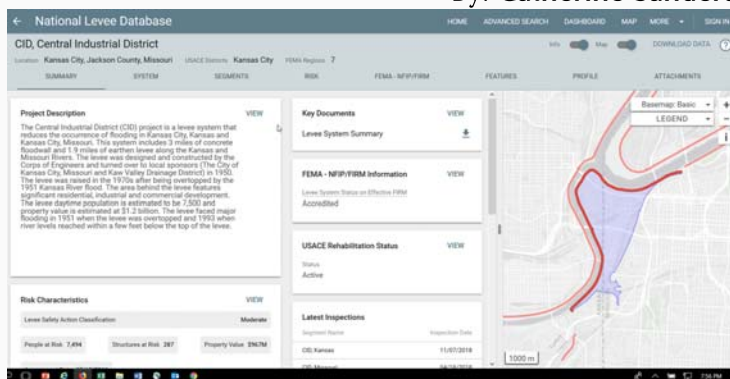 By: Catherine
← National Levee Database HOME ADVANCED SEARCH DASHBOARD MAP MORE SIGN IN
CID, Central Industrial District Info Map DOWNLOAD DATA ?
Location Kansas City, Jackson County, Missouri USACE Districts Kansas City FEMA Regions 7
SUMMARY SYSTEM SEGMENTS RISK FEMA - NFIP/FIRM FEATURES PROFILE ATTACHMENTS
Project Description VIEW
The Central Industrial District (CID) project is a levee system that
reduces the occurrence of flooding in Kansas City, Kansas and
Kansas City, Missouri. This system includes 3 miles of concrete
floodwall and 1.9 miles of earthen levee along the Kansas and
Missouri Rivers. The levee was designed and constructed by the
Corps of Engineers and turned over to local sponsors (The City of
Kansas City, Missouri and Kaw Valley Drainage District) in 1950.
The levee was raised in the 1970s after being overtopped by the
1951 Kansas River flood. The area behind the levee features
significant residential, industrial and commercial development.
The levee daytime population is estimated to be 7,500 and
property value is estimated at $1.2 billion. The levee faced major
flooding in 1951 when the levee was overtopped and 1993 when
river levels reached within a few feet below the top of the levee.
Risk Characteristics VIEW
Levee Safety Action Classification Moderate
People at Risk 7,494 Structures at Risk 287 Property Value $967M
Key Documents VIEW
Levee System Summary
FEMA - NFIP/FIRM Information VIEW
Levee System Status on Effective FIRM
Accredited
USACE Rehabilitation Status VIEW
Status
Active
Latest Inspections
Segment Name Inspection Date
CID, Kansas 11/07/2018
CID, Missouri
Basemap: Basic +
LEGEND −
i
1000 m
7:56 PM